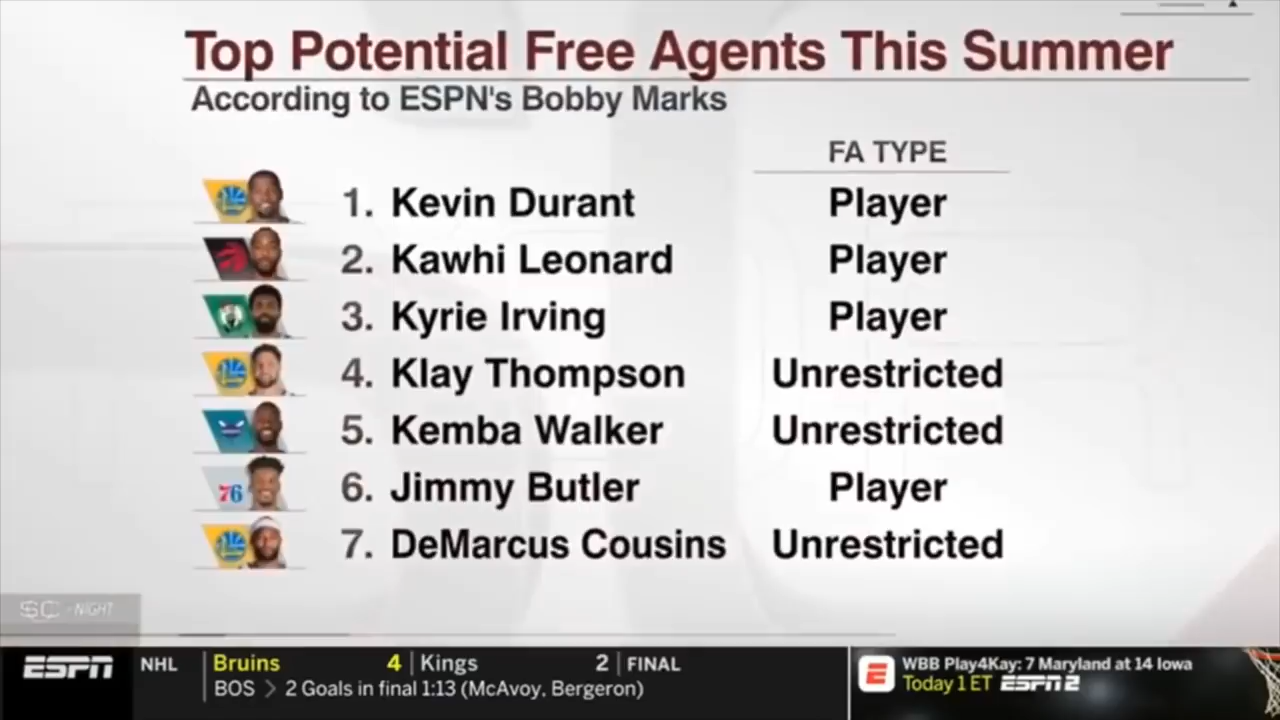 Top Potential Free Agents This Summer
According to ESPN's Bobby Marks
FA TYPE
1. Kevin Durant Player
2. Kawhi Leonard Player
3. Kyrie Irving Player
4. Klay Thompson Unrestricted
5. Kemba Walker Unrestricted
76 6. Jimmy Butler Player
7. DeMarcus Cousins Unrestricted
SC NIGHT
ESPN NHL Bruins 4 Kings 2 FINAL
BOS > 2 Goals in final 1:13 (McAvoy, Bergeron)
E WBB Play4Kay: 7 Maryland at 14 Iowa
Today 1 ET ESPN2